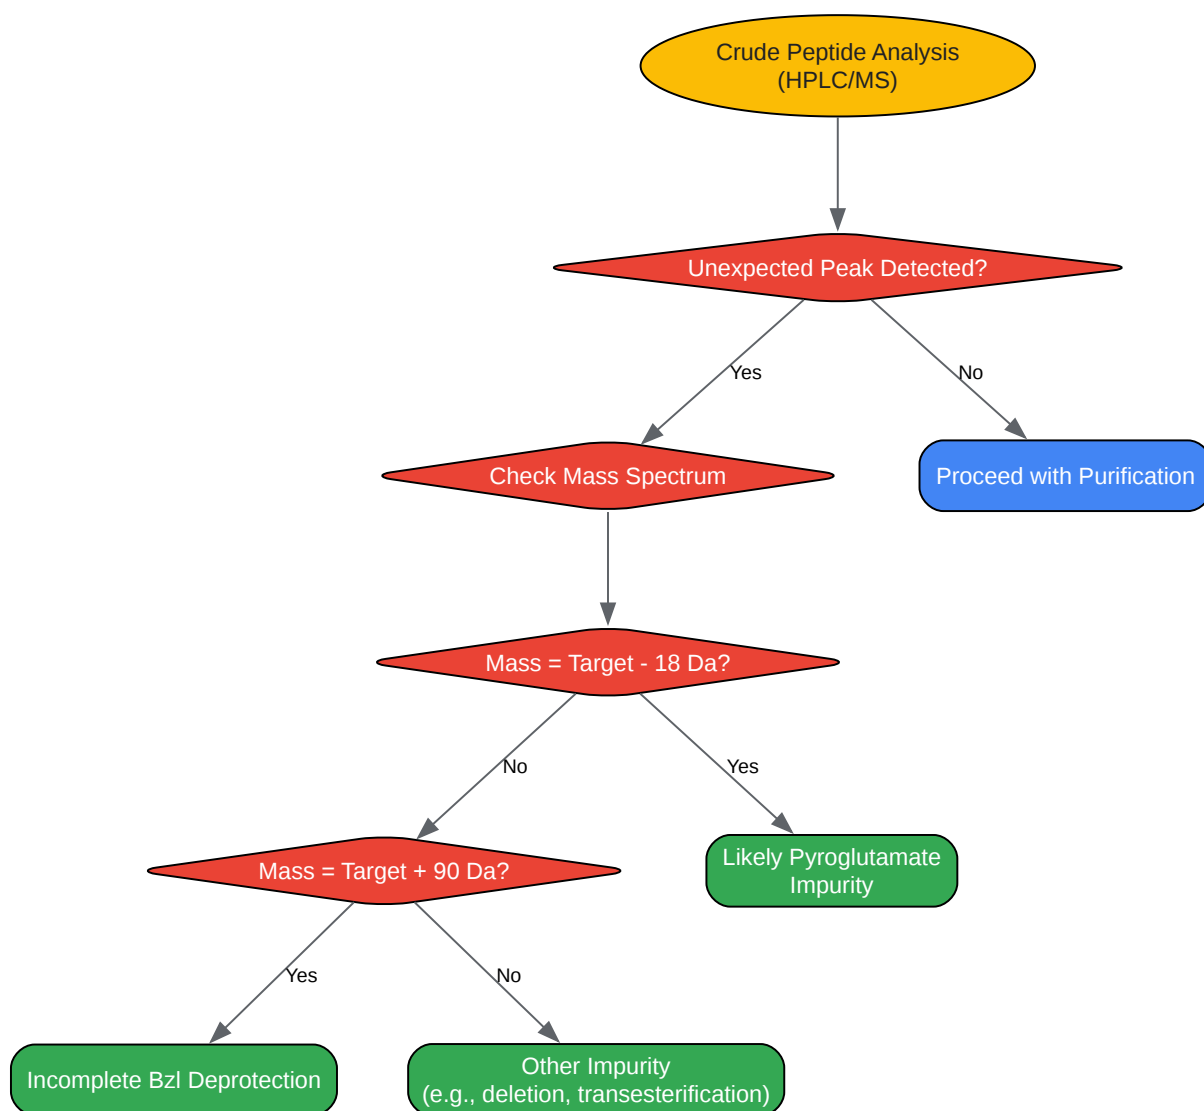 Crude Peptide Analysis
(HPLC/MS)
Unexpected Peak Detected?
Yes
No
Check Mass Spectrum
Proceed with Purification
Mass = Target - 18 Da?
No
Yes
Mass = Target + 90 Da?
Likely Pyroglutamate
Impurity
Yes
No
Incomplete Bzl Deprotection
Other Impurity
(e.g., deletion, transesterification)